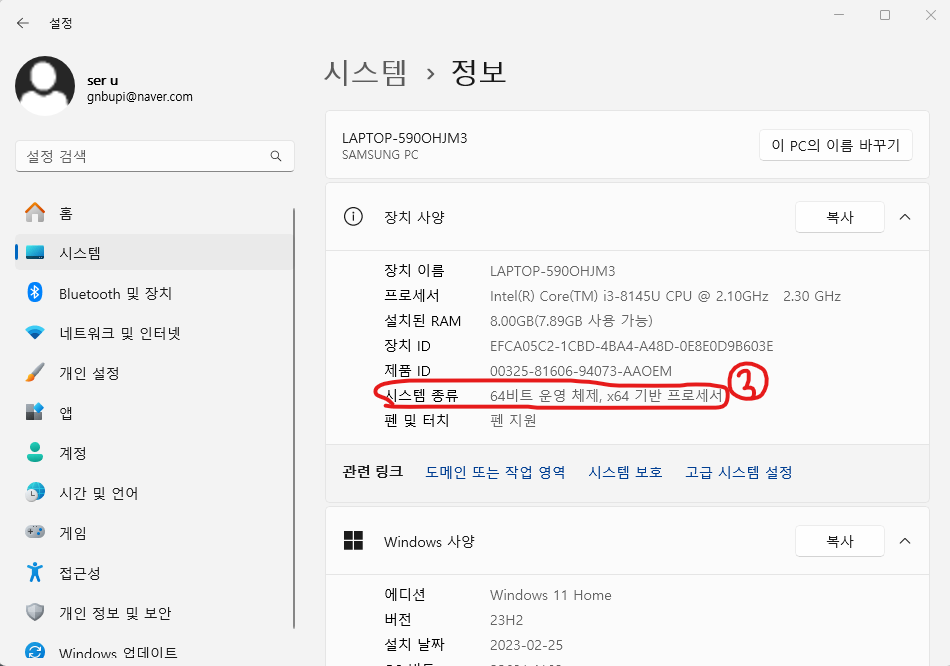 설정
ser u
gnbupi@naver.com
설정 검색
홈
시스템
Bluetooth 및 장치
네트워크 및 인터넷
개인 설정
앱
계정
시간 및 언어
게임
접근성
개인 정보 및 보안
Windows 업데이트
시스템 › 정보
LAPTOP-590OHJM3
SAMSUNG PC
이 PC의 이름 바꾸기
장치 사양
복사
장치 이름 LAPTOP-590OHJM3
프로세서 Intel(R) Core(TM) i3-8145U CPU @ 2.10GHz 2.30 GHz
설치된 RAM 8.00GB(7.89GB 사용 가능)
장치 ID EFCA05C2-1CBD-4BA4-A48D-0E8E0D9B603E
제품 ID 00325-81606-94073-AAOEM
시스템 종류 64비트 운영 체제, x64 기반 프로세서
3
펜 및 터치 펜 지원
관련 링크 도메인 또는 작업 영역 시스템 보호 고급 시스템 설정
Windows 사양
복사
에디션 Windows 11 Home
버전 23H2
설치 날짜 2023-02-25